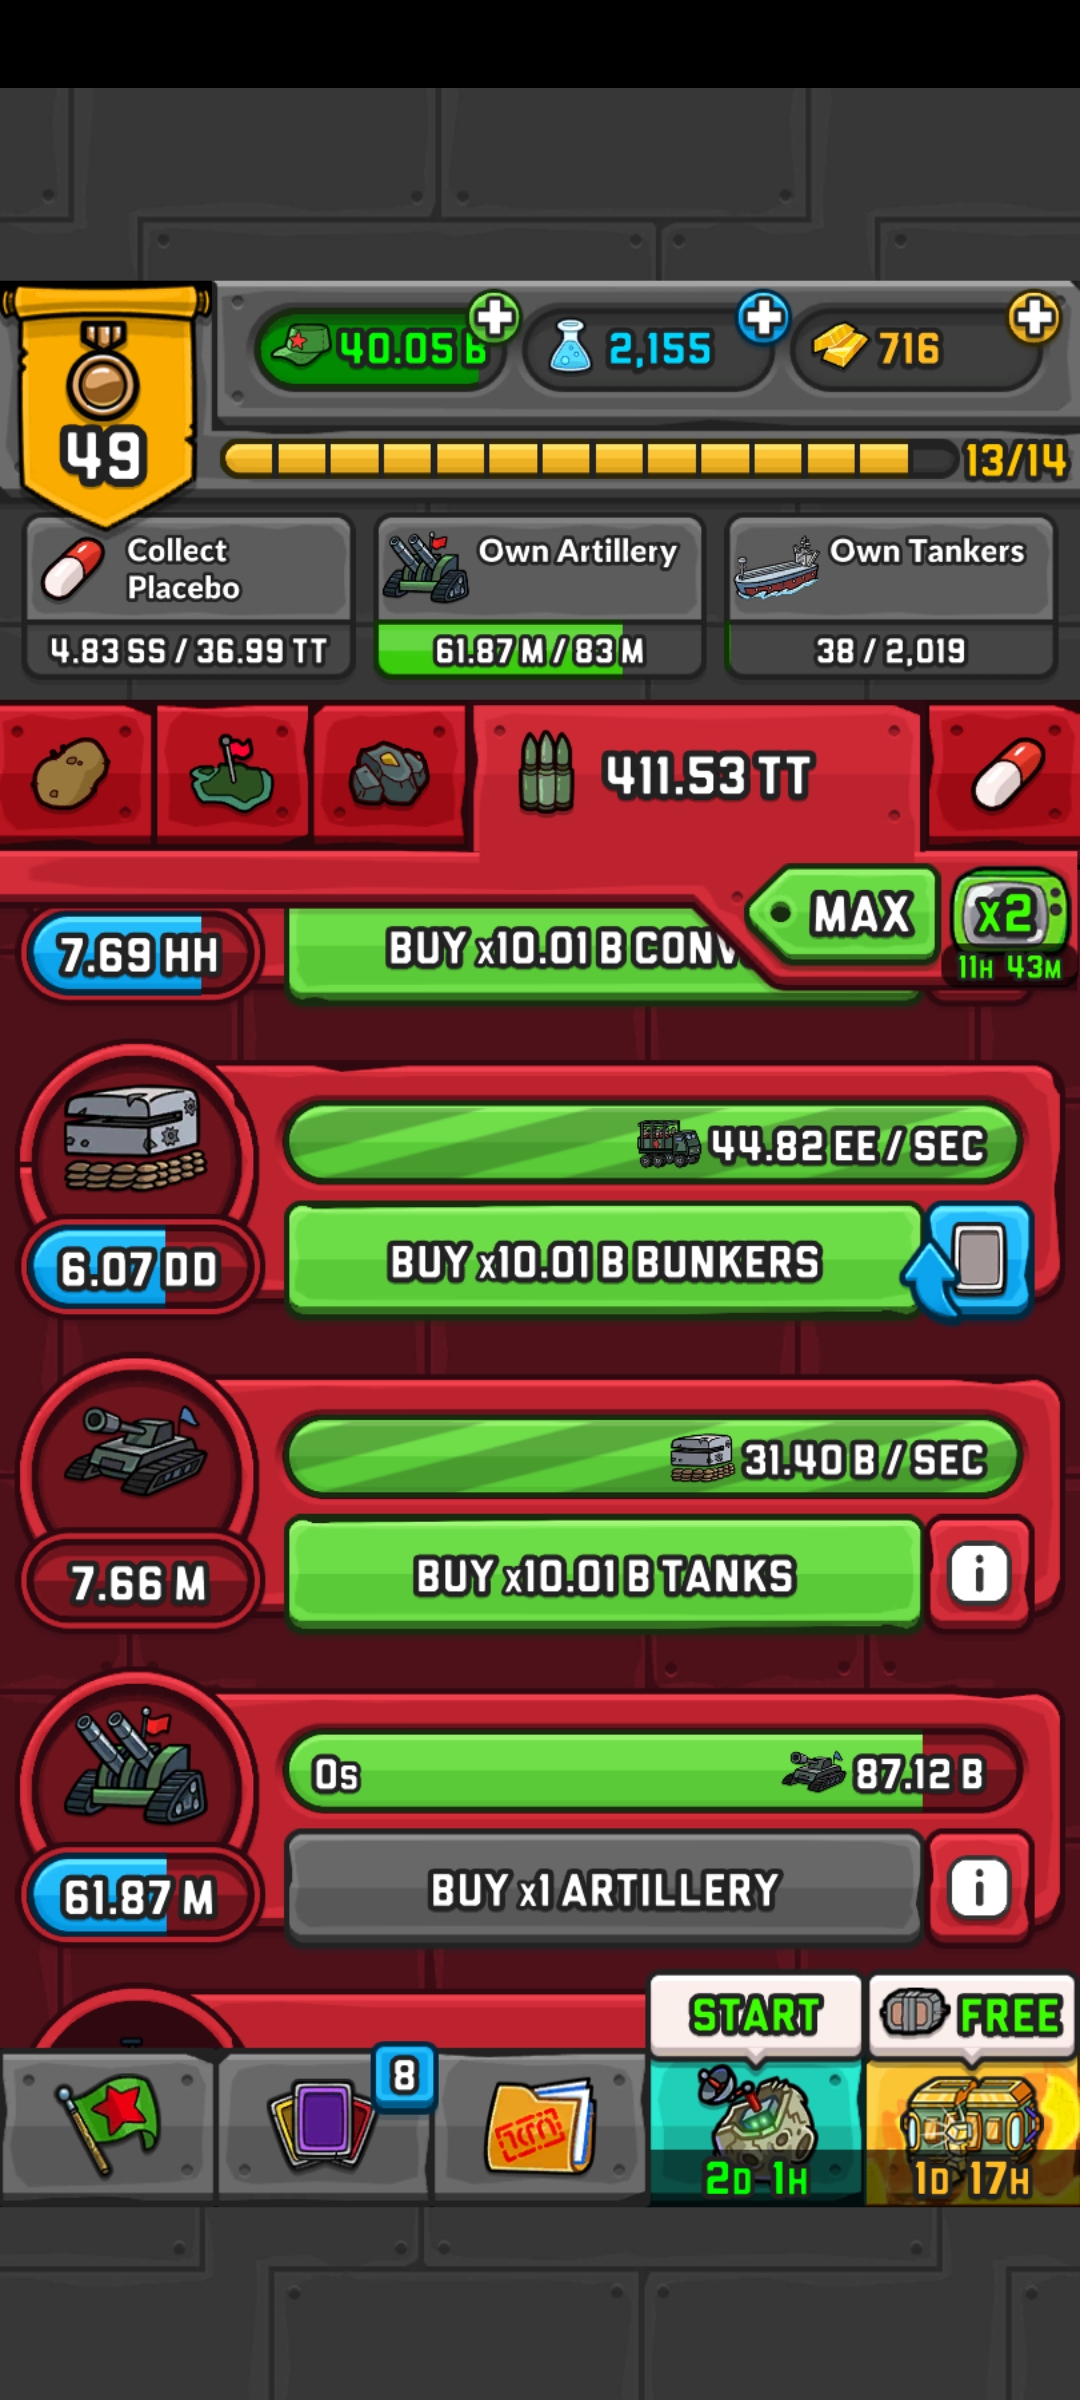 40.05 B
2,155
716
49
13/14
Collect
Placebo
4.83 SS / 36.99 TT
Own Artillery
61.87 M / 83 M
Own Tankers
38 / 2,019
411.53 TT
MAX
x2
11H 43M
7.69 HH
BUY x10.01 B CONV
44.82 EE / SEC
6.07 DD
BUY x10.01 B BUNKERS
31.40 B / SEC
7.66 M
BUY x10.01 B TANKS
i
0s
87.12 B
61.87 M
BUY x1 ARTILLERY
i
START
FREE
8
2D 1H
1D 17H